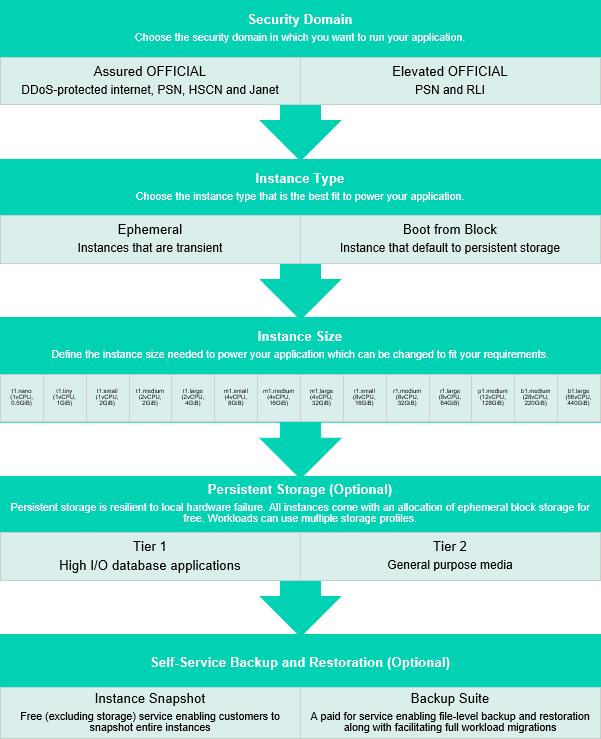 Security Domain
Choose the security domain in which you want to run your application.
Assured OFFICIAL
DDoS-protected internet, PSN, HSCN and Janet
Elevated OFFICIAL
PSN and RLI
Instance Type
Choose the instance type that is the best fit to power your application.
Ephemeral
Instances that are transient
Boot from Block
Instance that default to persistent storage
Instance Size
Define the instance size needed to power your application which can be changed to fit your requirements.
t1.nano
(1vCPU,
0.5GiB)
t1.tiny
(1vCPU,
1GiB)
t1.small
(1vCPU,
2GiB)
t1.medium
(2vCPU,
2GiB)
t1.large
(2vCPU,
4GiB)
m1.small
(4vCPU,
8GiB)
m1.medium
(4vCPU,
16GiB)
m1.large
(4vCPU,
32GiB)
r1.small
(8vCPU,
16GiB)
r1.medium
(8vCPU,
32GiB)
r1.large
(8vCPU,
64GiB)
p1.medium
(12vCPU,
128GiB)
b1.medium
(28vCPU,
220GiB)
b1.large
(56vCPU,
440GiB)
Persistent Storage (Optional)
Persistent storage is resilient to local hardware failure. All instances come with an allocation of ephemeral block storage for
free. Workloads can use multiple storage profiles.
Tier 1
High I/O database applications
Tier 2
General purpose media
Self-Service Backup and Restoration (Optional)
Instance Snapshot
Free (excluding storage) service enabling customers to
snapshot entire instances
Backup Suite
A paid for service enabling file-level backup and restoration
along with facilitating full workload migrations